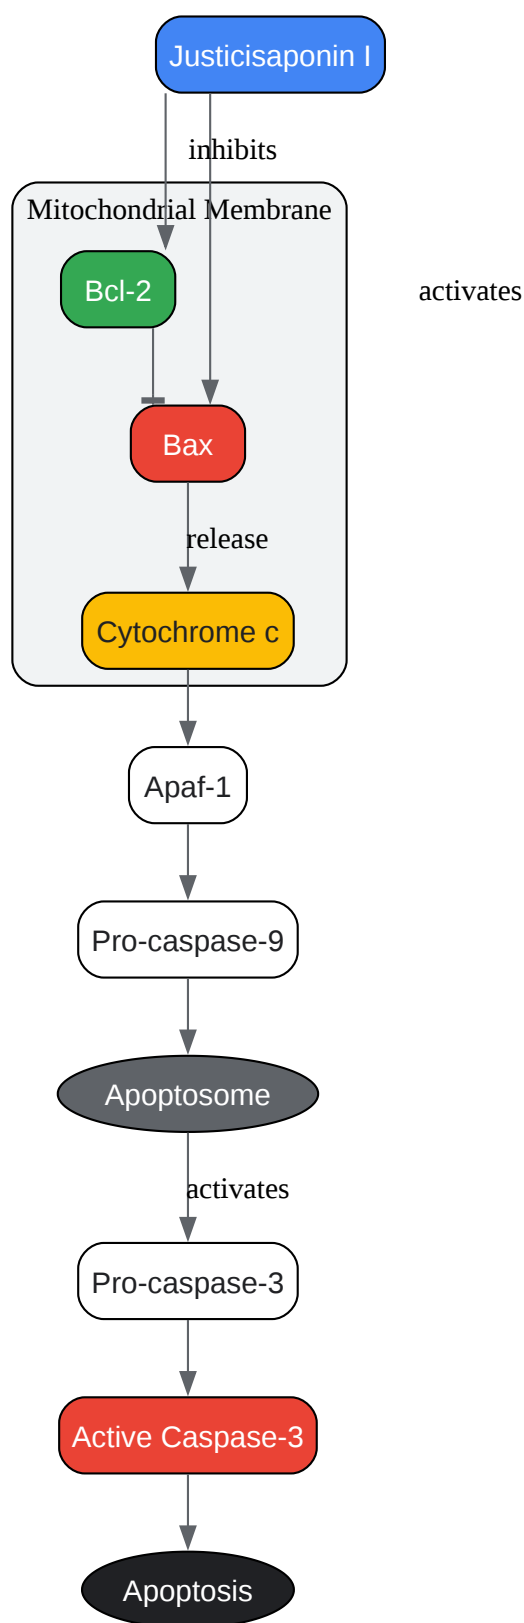 Justicisaponin I
inhibits
Mitochondrial Membrane
Bcl-2
activates
Bax
release
Cytochrome c
Apaf-1
Pro-caspase-9
Apoptosome
activates
Pro-caspase-3
Active Caspase-3
Apoptosis